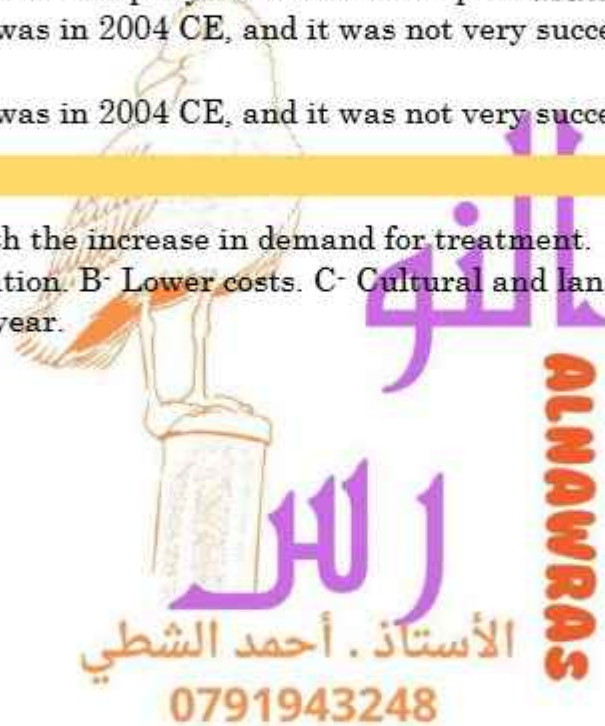 was in 2004 CE, and it was not very succe
was in 2004 CE, and it was not very succe
th the increase in demand for treatment.
ation. B- Lower costs. C- Cultural and lan
year.
النو
رس
ALNAWRAS
الأستاذ . أحمد الشطي
0791943248